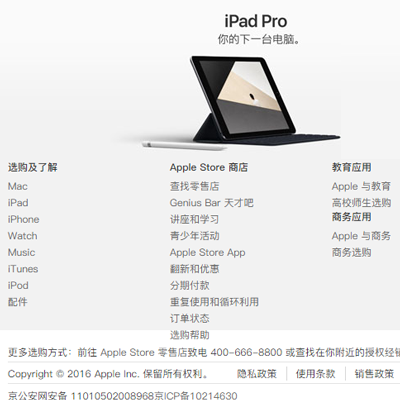 iPad Pro
你的下一台电脑。
选购及了解
Mac
iPad
iPhone
Watch
Music
iTunes
iPod
配件
Apple Store 商店
查找零售店
Genius Bar 天才吧
讲座和学习
青少年活动
Apple Store App
翻新和优惠
分期付款
重复使用和循环利用
订单状态
选购帮助
教育应用
Apple 与教育
高校师生选购
商务应用
Apple 与商务
商务选购
更多选购方式：前往 Apple Store 零售店致电 400-666-8800 或查找在你附近的授权经销
Copyright © 2016 Apple Inc. 保留所有权利。 隐私政策 使用条款 销售政策
京公网安备 11010502008968京ICP备10214630